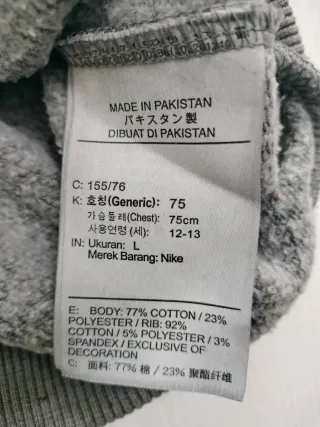 MADE IN PAKISTAN
パキスタン製
DIBUAT DI PAKISTAN
C: 155/76
K: 호칭(Generic): 75
가슴둘레(Chest): 75cm
사용연령 (세): 12-13
IN: Ukuran: L
Merek Barang: Nike
E: BODY: 77% COTTON / 23%
POLYESTER / RIB: 92%
COTTON / 5% POLYESTER / 3%
SPANDEX / EXCLUSIVE OF
DECORATION
C: 面料: 77% 棉 / 23% 聚酯纤维